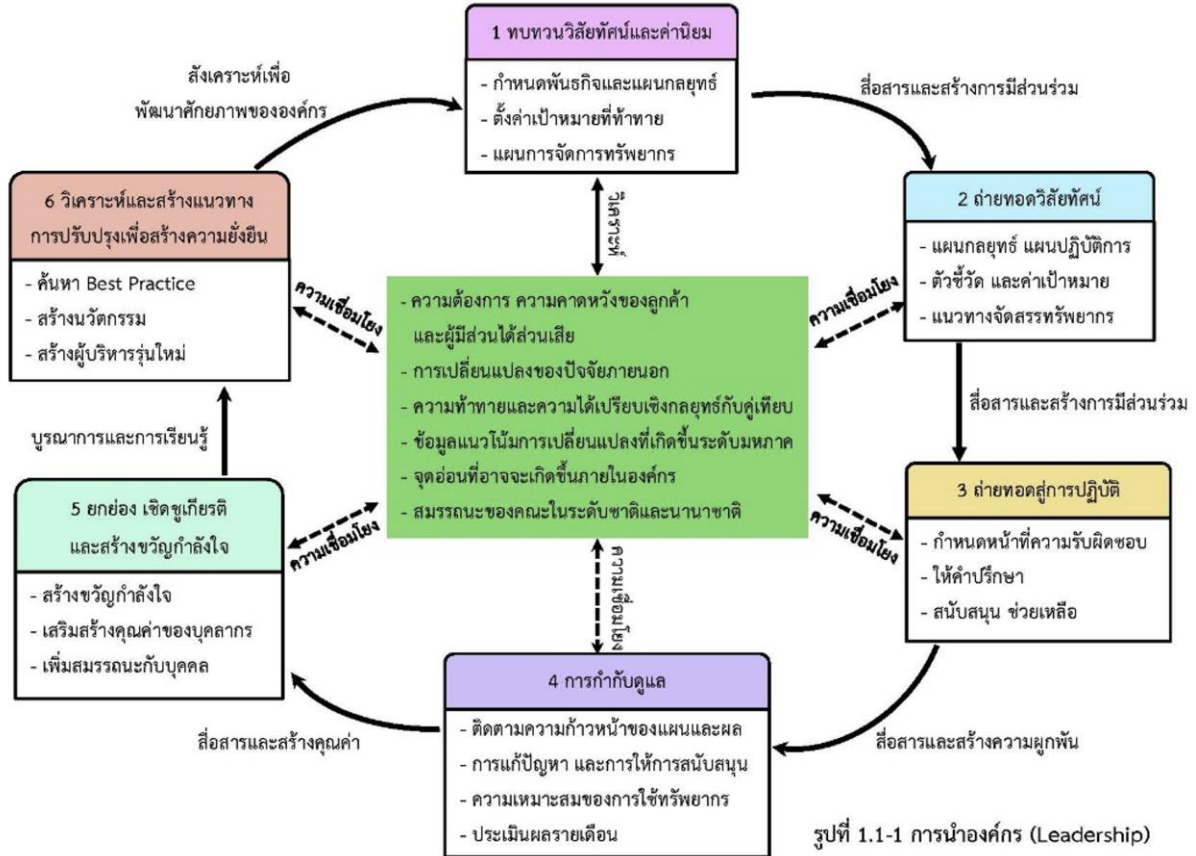 1 ทบทวนวิสัยทัศน์และค่านิยม
- กำหนดพันธกิจและแผนกลยุทธ์
- ตั้งค่าเป้าหมายที่ท้าทาย
- แผนการจัดการทรัพยากร
สื่อสารและสร้างการมีส่วนร่วม
2 ถ่ายทอดวิสัยทัศน์
- แผนกลยุทธ์ แผนปฏิบัติการ
- ตัวชี้วัด และค่าเป้าหมาย
- แนวทางจัดสรรทรัพยากร
สื่อสารและสร้างการมีส่วนร่วม
3 ถ่ายทอดสู่การปฏิบัติ
- กำหนดหน้าที่ความรับผิดชอบ
- ให้คำปรึกษา
- สนับสนุน ช่วยเหลือ
สื่อสารและสร้างความผูกพัน
4 การกำกับดูแล
- ติดตามความก้าวหน้าของแผนและผล
- การแก้ปัญหา และการให้การสนับสนุน
- ความเหมาะสมของการใช้ทรัพยากร
- ประเมินผลรายเดือน
สื่อสารและสร้างคุณค่า
5 ยกย่อง เชิดชูเกียรติ
และสร้างขวัญกำลังใจ
- สร้างขวัญกำลังใจ
- เสริมสร้างคุณค่าของบุคลากร
- เพิ่มสมรรถนะกับบุคคล
บูรณาการและการเรียนรู้
6 วิเคราะห์และสร้างแนวทาง
การปรับปรุงเพื่อสร้างความยั่งยืน
- ค้นหา Best Practice
- สร้างนวัตกรรม
- สร้างผู้บริหารรุ่นใหม่
สังเคราะห์เพื่อ
พัฒนาศักยภาพขององค์กร
วิเคราะห์
ความเชื่อมโยง
ความเชื่อมโยง
ความเชื่อมโยง
ความเชื่อมโยง
ความเชื่อมโยง
- ความต้องการ ความคาดหวังของลูกค้า
และผู้มีส่วนได้ส่วนเสีย
- การเปลี่ยนแปลงของปัจจัยภายนอก
- ความท้าทายและความได้เปรียบเชิงกลยุทธ์กับคู่เทียบ
- ข้อมูลแนวโน้มการเปลี่ยนแปลงที่เกิดขึ้นระดับมหภาค
- จุดอ่อนที่อาจจะเกิดขึ้นภายในองค์กร
- สมรรถนะของคณะในระดับชาติและนานาชาติ
รูปที่ 1.1-1 การนำองค์กร (Leadership)